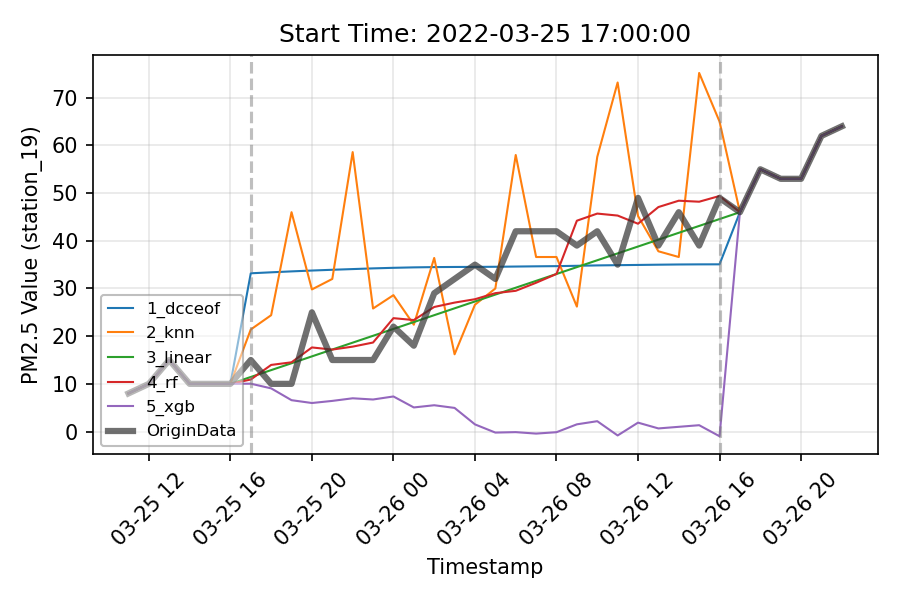 Start Time: 2022-03-25 17:00:00
PM2.5 Value (station_19)
70
60
50
40
30
20
10
0
1_dcceof
2_knn
3_linear
4_rf
5_xgb
OriginData
03-25 12
03-25 16
03-25 20
03-26 00
03-26 04
03-26 08
03-26 12
03-26 16
03-26 20
Timestamp